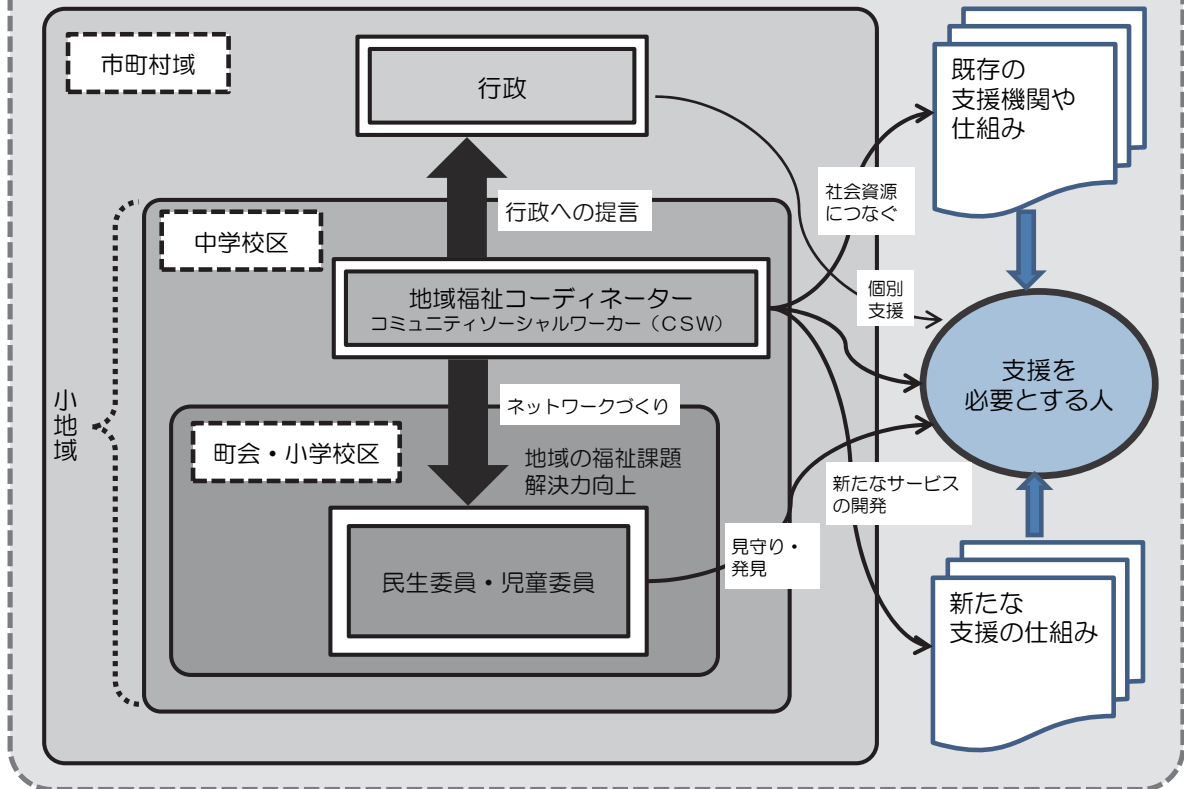 市町村域
行政
既存の
支援機関や
仕組み
社会資源
につなぐ
行政への提言
中学校区
地域福祉コーディネーター
コミュニティソーシャルワーカー（CSW）
個別
支援
支援を
必要とする人
小地域
ネットワークづくり
町会・小学校区
地域の福祉課題
解決力向上
新たなサービス
の開発
見守り・
発見
民生委員・児童委員
新たな
支援の仕組み